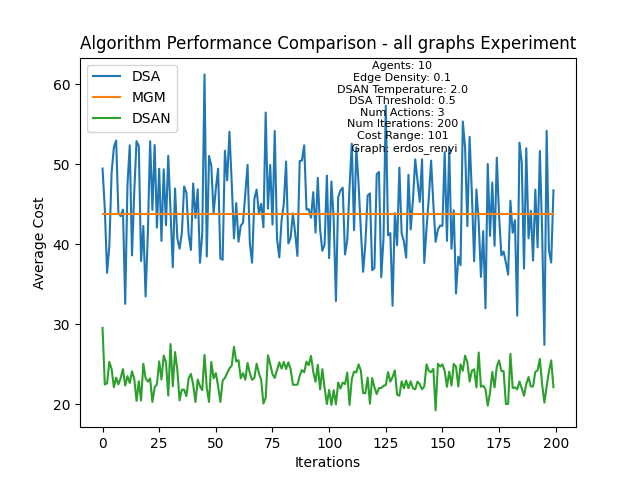 Algorithm Performance Comparison - all graphs Experiment
DSA
MGM
DSAN
Agents: 10
Edge Density: 0.1
DSAN Temperature: 2.0
DSA Threshold: 0.5
Num Actions: 3
Num Iterations: 200
Cost Range: 101
Graph: erdos_renyi
Average Cost
60
50
40
30
20
0
25
50
75
100
125
150
175
200
Iterations